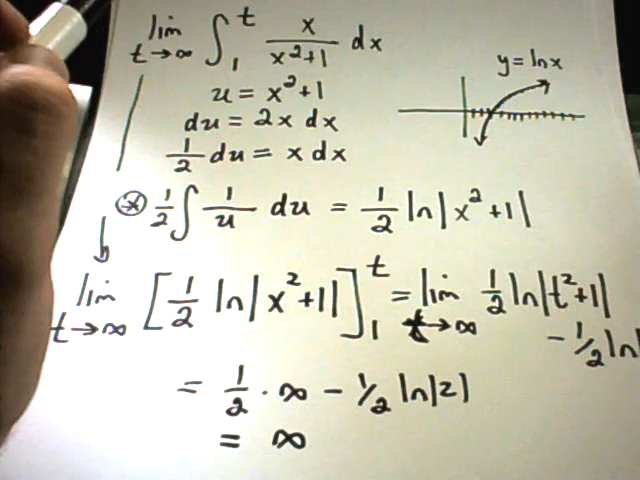 lim t→∞ ∫₁ᵗ x/(x²+1) dx
y = ln x
u = x²+1
du = 2x dx
½ du = x dx
⊛ ½ ∫ 1/u du = ½ ln|x²+1|
lim t→∞ [½ ln|x²+1|]₁ᵗ = lim t→∞ ½ ln|t²+1|
- ½ ln|
= ½ · ∞ - ½ ln|2|
= ∞